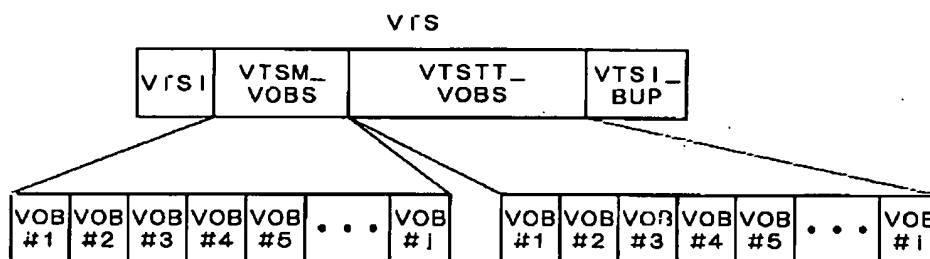 VTS
VTSI
VTSM_
VOBS
VTSTT_
VOBS
VTSI_
BUP
VOB
#1
VOB
#2
VOB
#3
VOB
#4
VOB
#5
• • •
VOB
#j
VOB
#1
VOB
#2
VOB
#3
VOB
#4
VOB
#5
• • •
VOB
#i